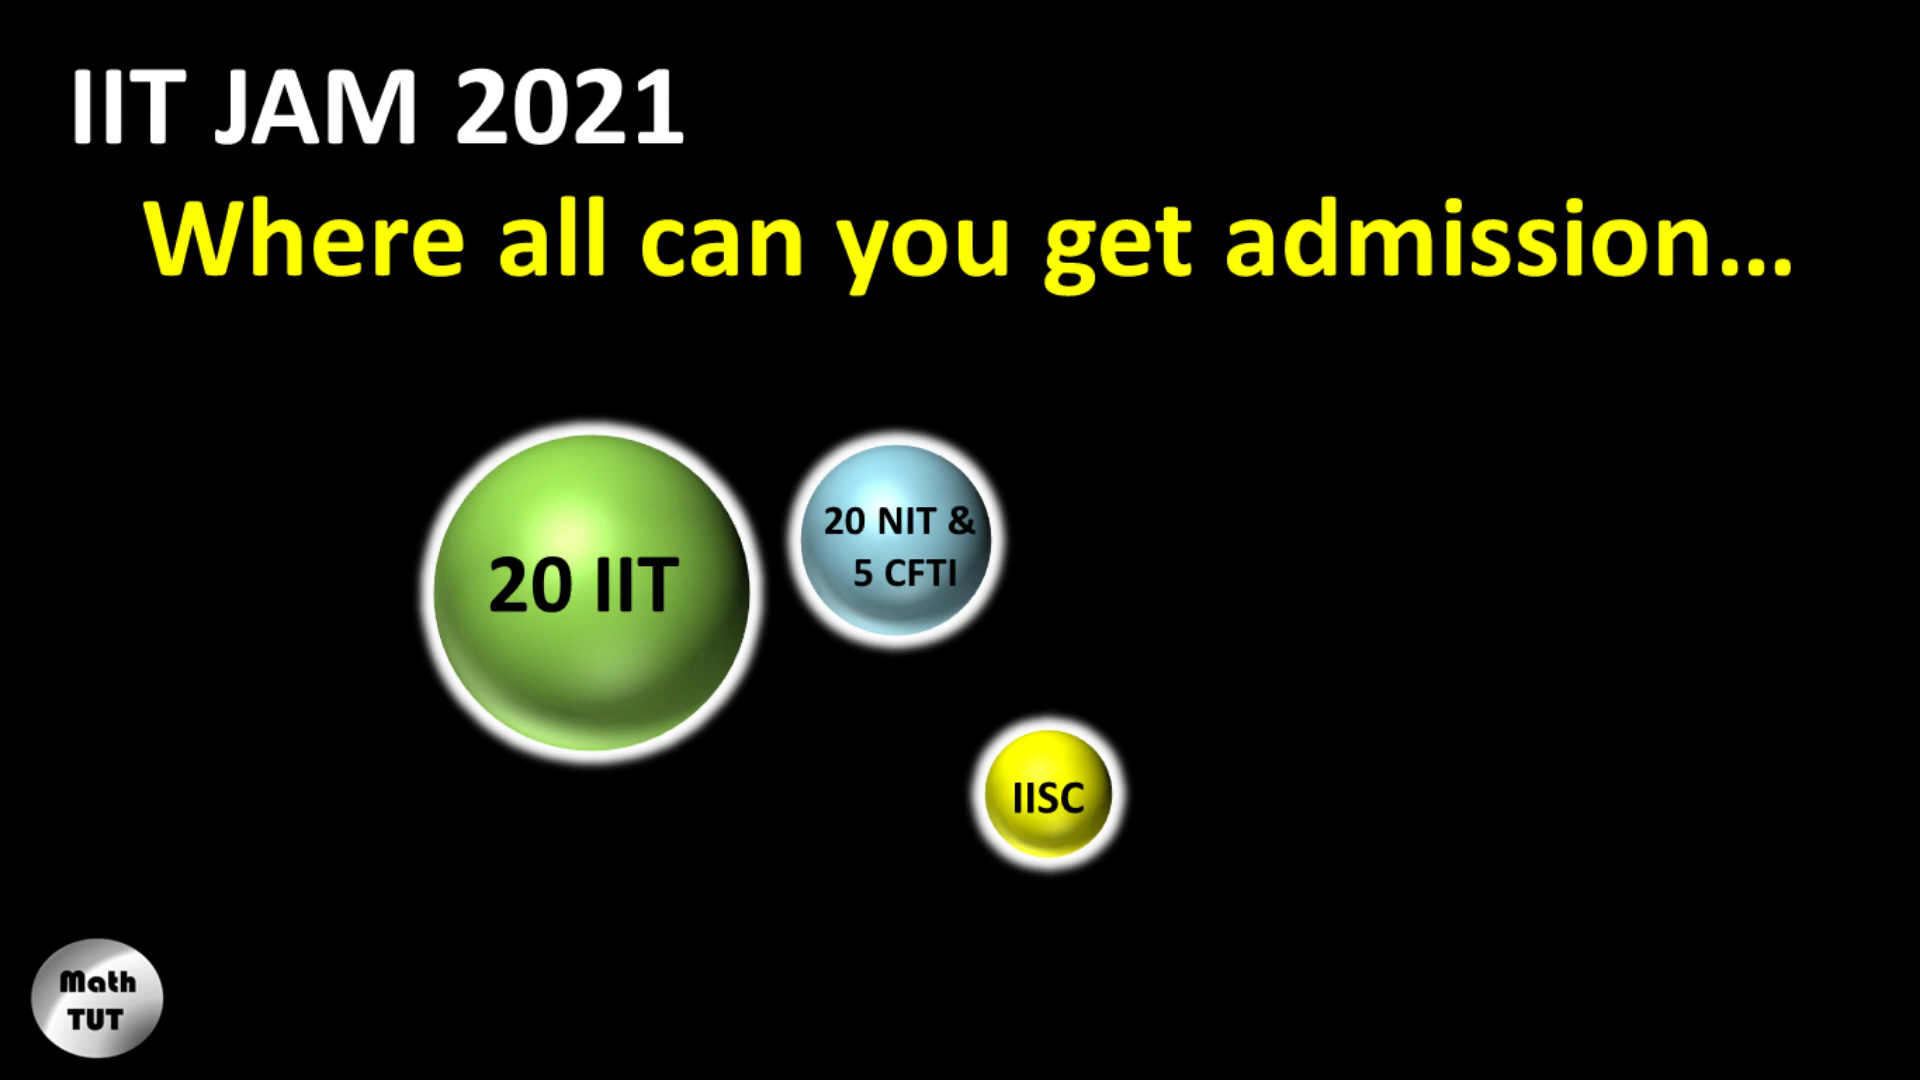 IIT JAM 2021
Where all can you get admission...
20 IIT
20 NIT &
5 CFTI
IISC
Math
TUT